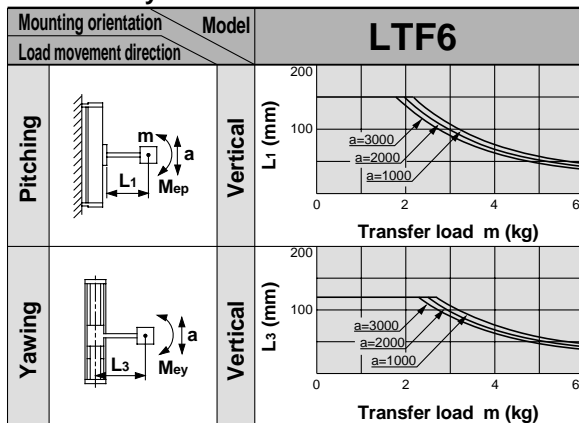 Mounting orientation Model
Load movement direction
LTF6
Pitching
m
a
L1
Mep
Vertical
L1 (mm)
200
100
a=3000
a=2000
a=1000
0 2 4 6
Transfer load m (kg)
Yawing
a
L3
Mey
Vertical
L3 (mm)
200
100
a=3000
a=2000
a=1000
0 2 4 6
Transfer load m (kg)